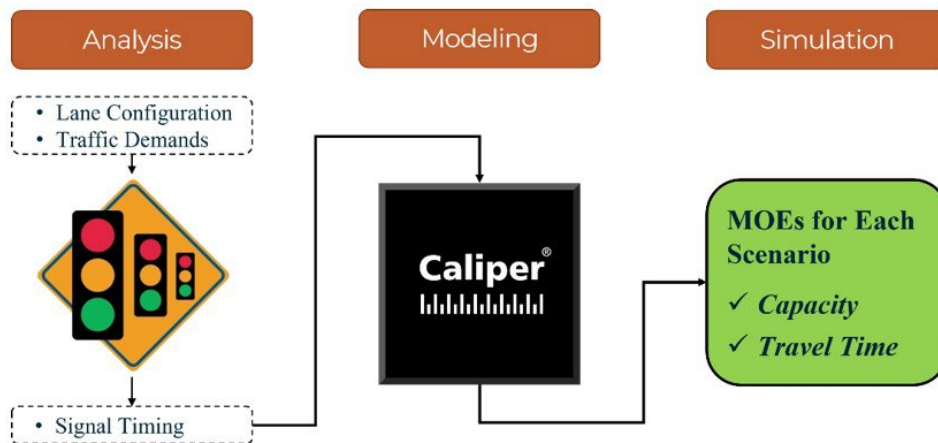 Analysis
Modeling
Simulation
• Lane Configuration
• Traffic Demands
Caliper®
MOEs for Each
Scenario
✓ Capacity
✓ Travel Time
• Signal Timing